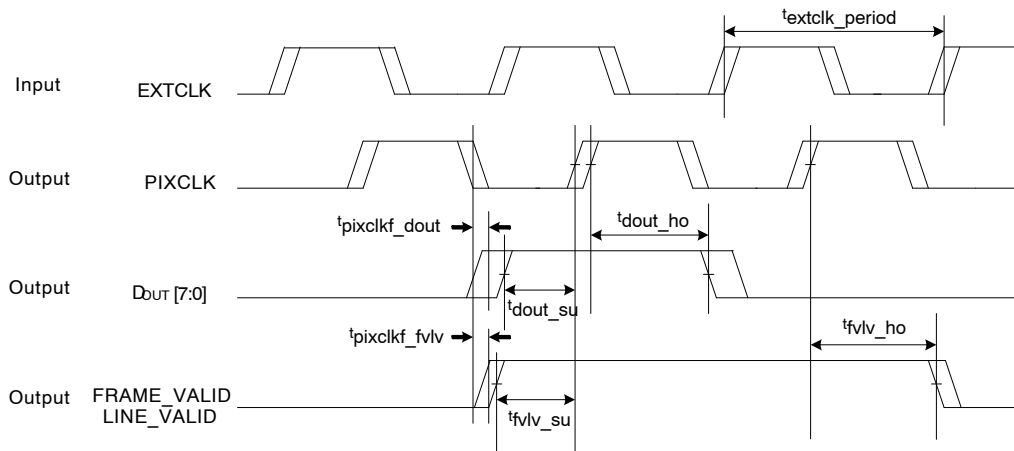 textclk_period
Input EXTCLK
Output PIXCLK
tpixclkf_dout
tdout_ho
Output DOUT [7:0]
tdout_su
tpixclkf_fvlv
tfvlv_ho
Output FRAME_VALID
LINE_VALID
tfvlv_su